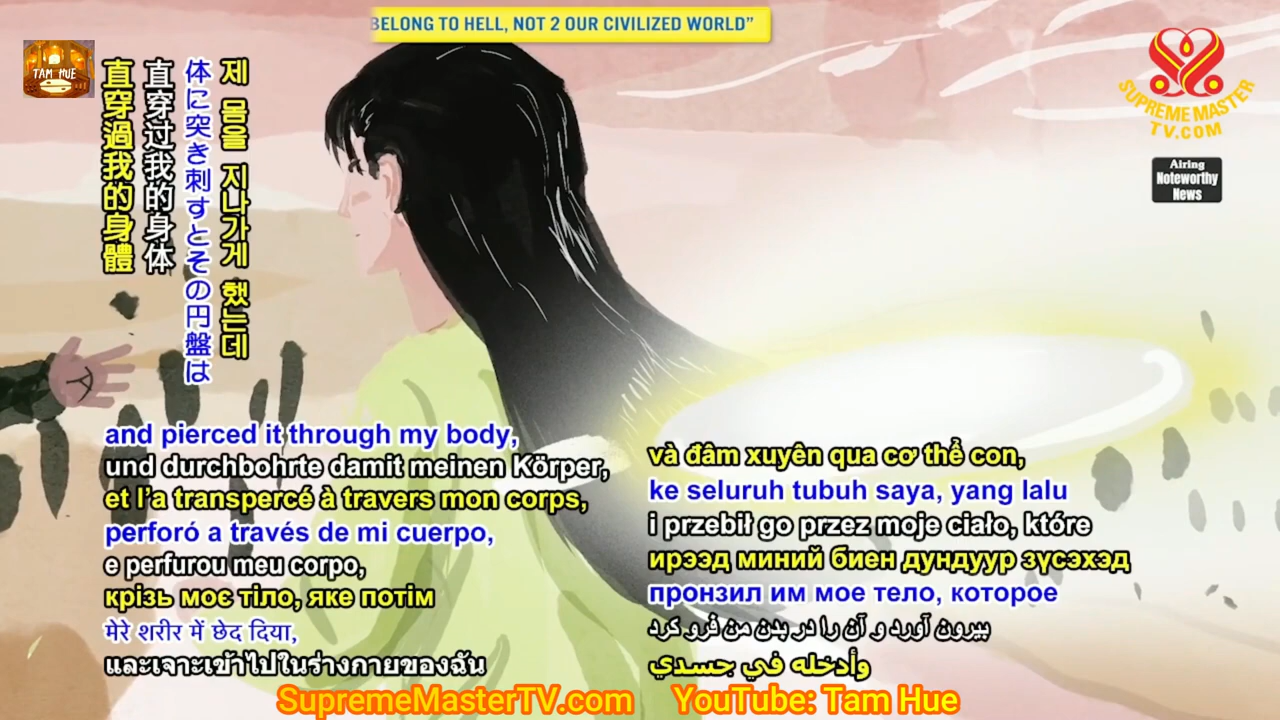 BELONG TO HELL, NOT 2 OUR CIVILIZED WORLD”
TAM HUE
SUPREME MASTER
TV.COM
Airing
Noteworthy
News
直穿過我的身體
直穿过我的身体
体に突き刺すとその円盤は
제 몸을 지나가게 했는데
and pierced it through my body,
und durchbohrte damit meinen Körper,
et l’a transpercé à travers mon corps,
perforó a través de mi cuerpo,
e perfurou meu corpo,
крізь моє тіло, яке потім
मेरे शरीर में छेद दिया,
และเจาะเข้าไปในร่างกายของฉัน
và đâm xuyên qua cơ thể con,
ke seluruh tubuh saya, yang lalu
i przebił go przez moje ciało, które
ирээд миний биен дундуур зүсэхэд
пронзил им мое тело, которое
بیرون آورد و آن را در بدن من فرو کرد
وأدخله في جسدي
SupremeMasterTV.com YouTube: Tam Hue